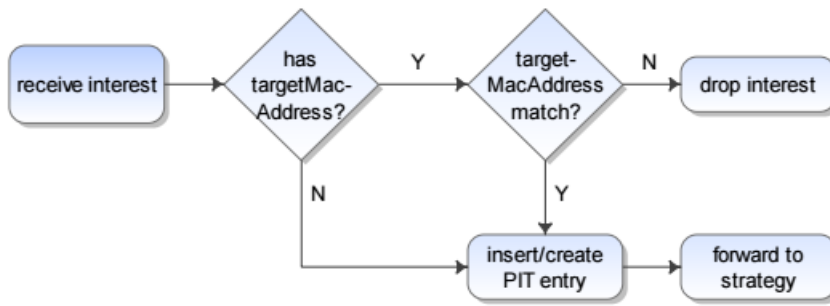 receive interest
has
targetMac-
Address?
Y
target-
MacAddress
match?
N
drop interest
N
Y
insert/create
PIT entry
forward to
strategy